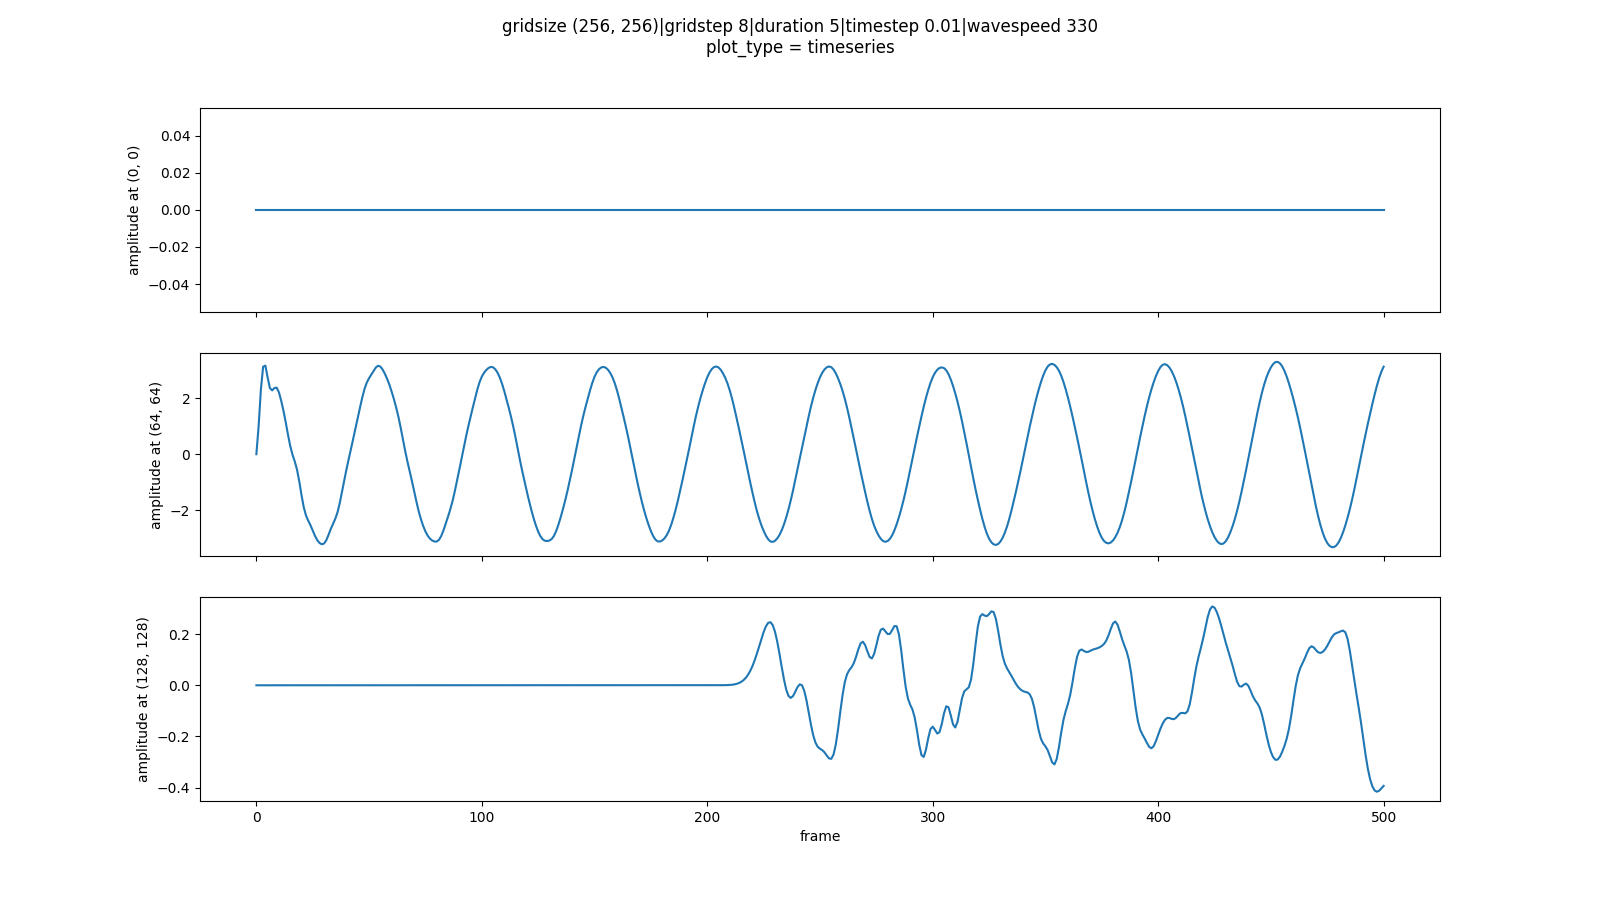 gridsize (256, 256)|gridstep 8|duration 5|timestep 0.01|wavespeed 330
plot_type = timeseries
amplitude at (0, 0)
0.04
0.02
0.00
−0.02
−0.04
amplitude at (64, 64)
2
0
−2
amplitude at (128, 128)
0.2
0.0
−0.2
−0.4
0 100 200 300 400 500
frame